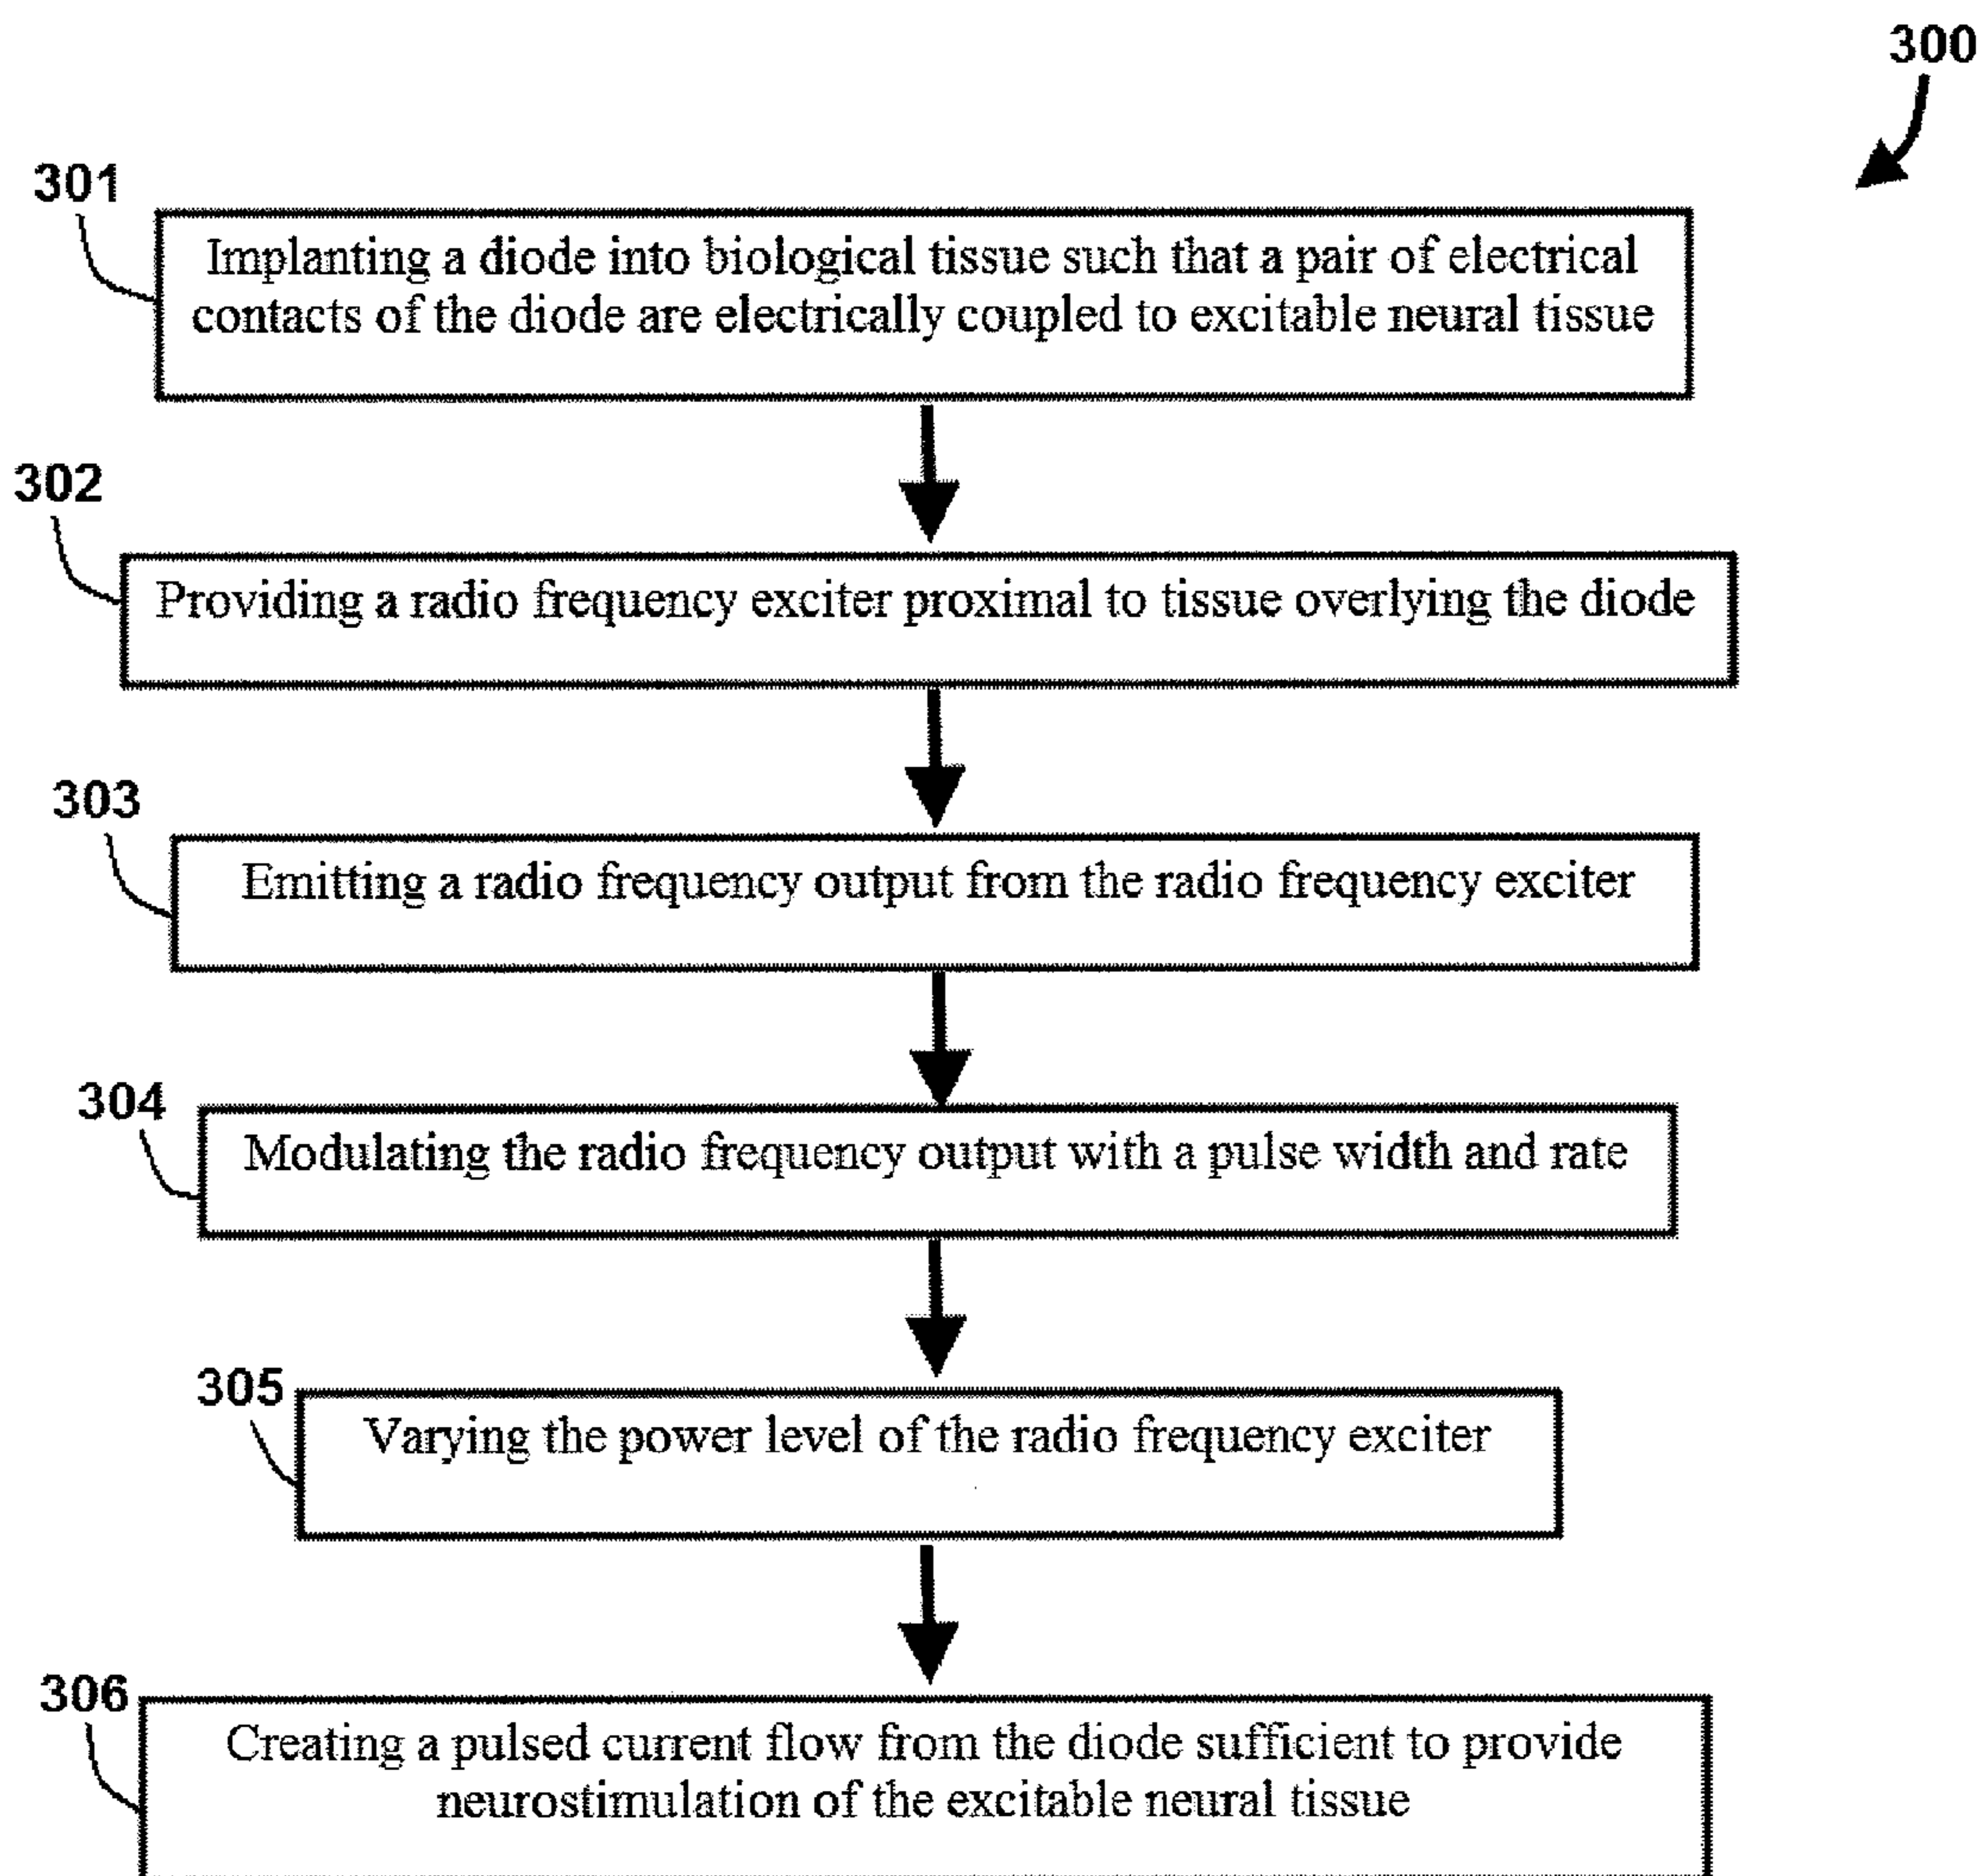 300
301
Implanting a diode into biological tissue such that a pair of electrical
contacts of the diode are electrically coupled to excitable neural tissue
302
Providing a radio frequency exciter proximal to tissue overlying the diode
303
Emitting a radio frequency output from the radio frequency exciter
304
Modulating the radio frequency output with a pulse width and rate
305
Varying the power level of the radio frequency exciter
306
Creating a pulsed current flow from the diode sufficient to provide
neurostimulation of the excitable neural tissue